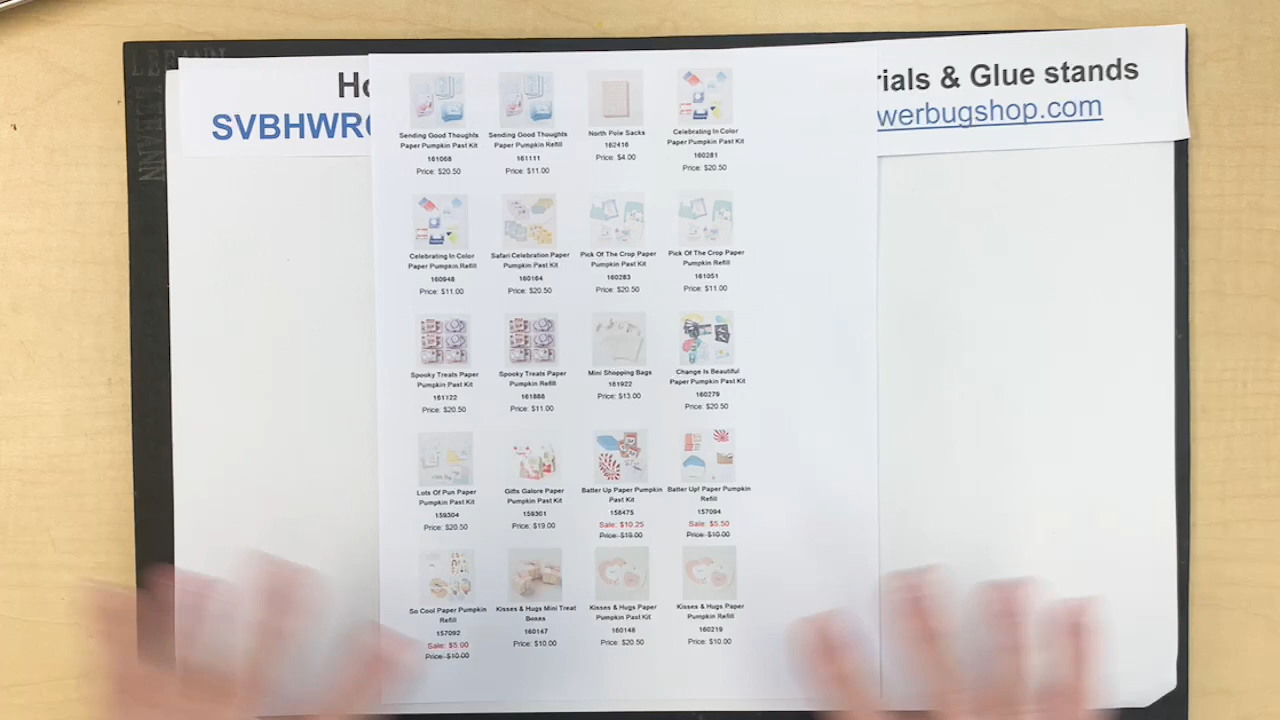 LEEANN
LEEANN
Ho
rials & Glue stands
SVBHWR
werbugshop.com
Sending Good Thoughts
Paper Pumpkin Past Kit
161068
Price: $20.50
Sending Good Thoughts
Paper Pumpkin Refill
161111
Price: $11.00
North Pole Sacks
162416
Price: $4.00
Celebrating In Color
Paper Pumpkin Past Kit
160281
Price: $20.50
Celebrating In Color
Paper Pumpkin Refill
160948
Price: $11.00
Safari Celebration Paper
Pumpkin Past Kit
160164
Price: $20.50
Pick Of The Crop Paper
Pumpkin Past Kit
160283
Price: $20.50
Pick Of The Crop Paper
Pumpkin Refill
161051
Price: $11.00
Spooky Treats Paper
Pumpkin Past Kit
161122
Price: $20.50
Spooky Treats Paper
Pumpkin Refill
161888
Price: $11.00
Mini Shopping Bags
161922
Price: $13.00
Change Is Beautiful
Paper Pumpkin Past Kit
160279
Price: $20.50
Lots Of Fun Paper
Pumpkin Past Kit
159304
Price: $20.50
Gifts Galore Paper
Pumpkin Past Kit
159301
Price: $19.00
Batter Up Paper Pumpkin
Past Kit
158475
Sale: $10.25
Price: $19.00
Batter Up! Paper Pumpkin
Refill
157094
Sale: $5.50
Price: $10.00
So Cool Paper Pumpkin
Refill
157092
Sale: $5.00
Price: $10.00
Kisses & Hugs Mini Treat
Boxes
160147
Price: $10.00
Kisses & Hugs Paper
Pumpkin Past Kit
160148
Price: $20.50
Kisses & Hugs Paper
Pumpkin Refill
160219
Price: $10.00